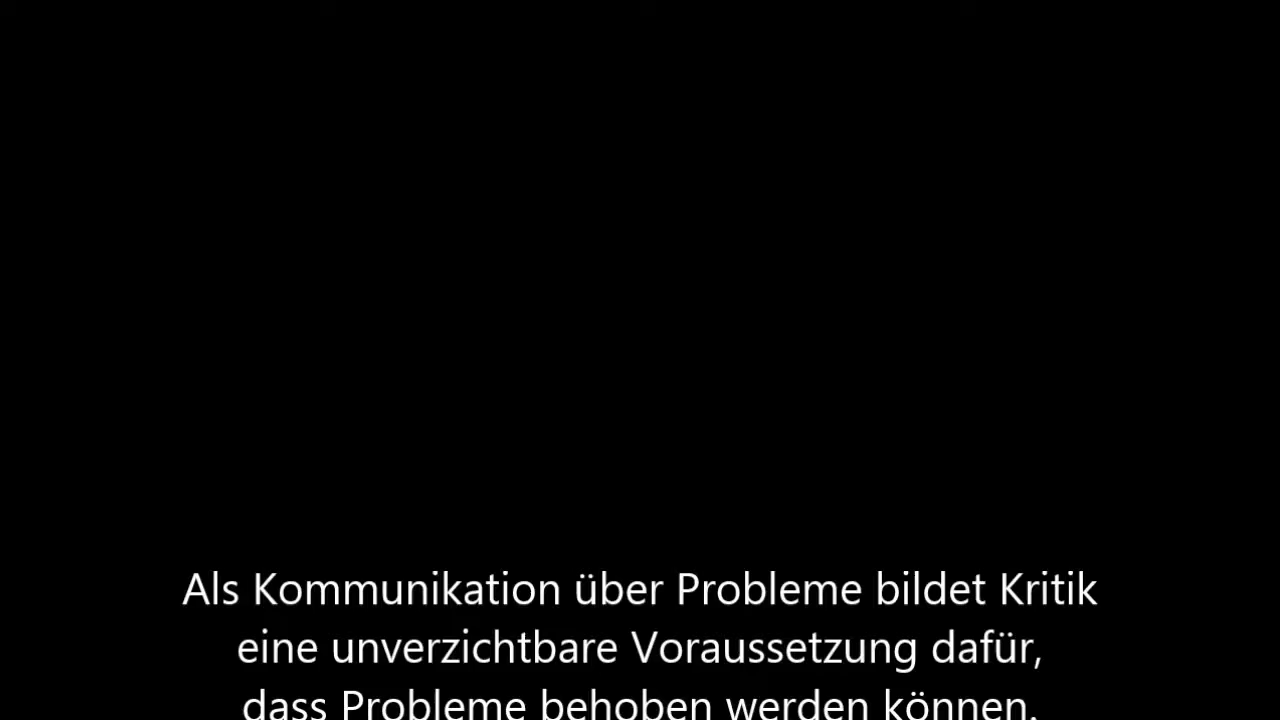 Als Kommunikation über Probleme bildet Kritik
eine unverzichtbare Voraussetzung dafür,
dass Probleme behoben werden können.